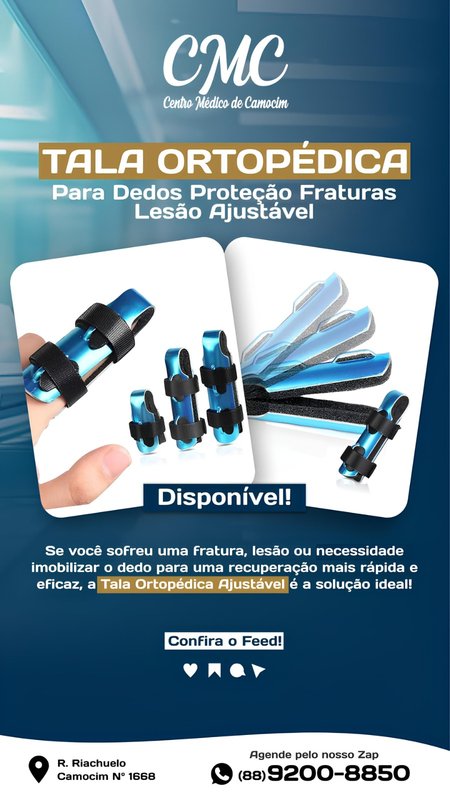 CMC
Centro Médico de Camocim
TALA ORTOPÉDICA
Para Dedos Proteção Fraturas
Lesão Ajustável
Disponível!
Se você sofreu uma fratura, lesão ou necessidade
imobilizar o dedo para uma recuperação mais rápida e
eficaz, a Tala Ortopédica Ajustável é a solução ideal!
Confira o Feed!
R. Riachuelo
Camocim Nº 1668
Agende pelo nosso Zap
(88)9200-8850